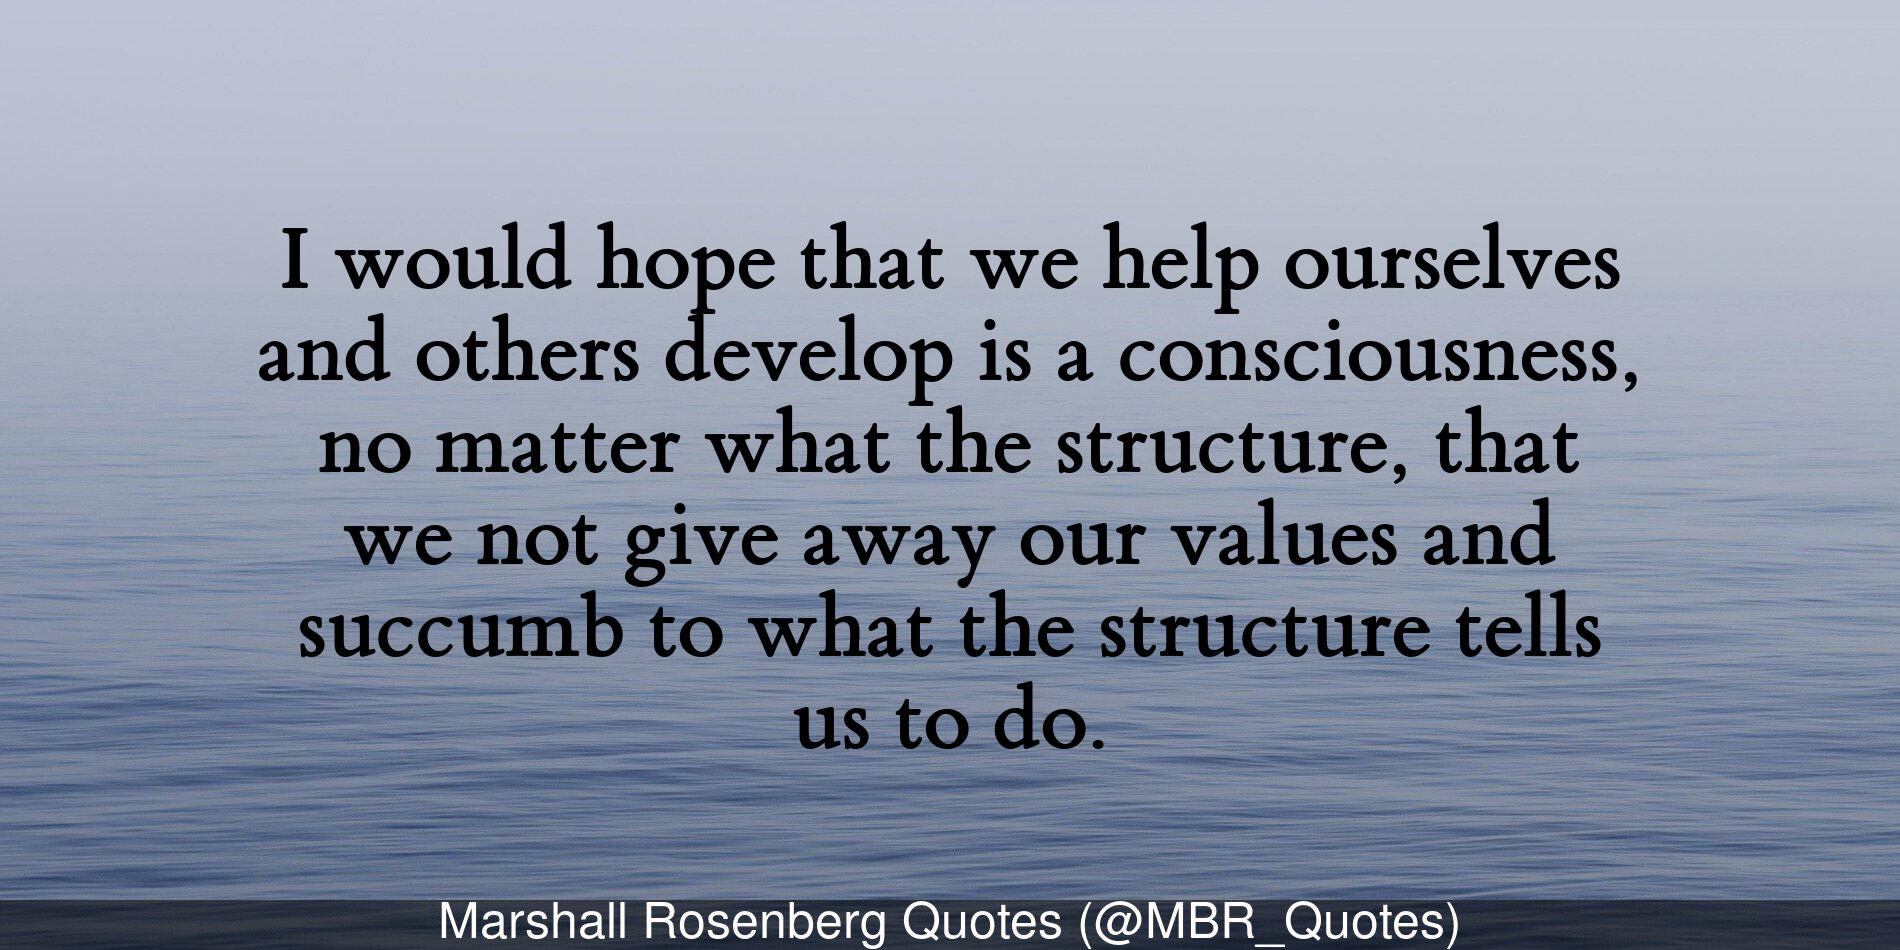 I would hope that we help ourselves
and others develop is a consciousness,
no matter what the structure, that
we not give away our values and
succumb to what the structure tells
us to do.
Marshall Rosenberg Quotes (@MBR_Quotes)